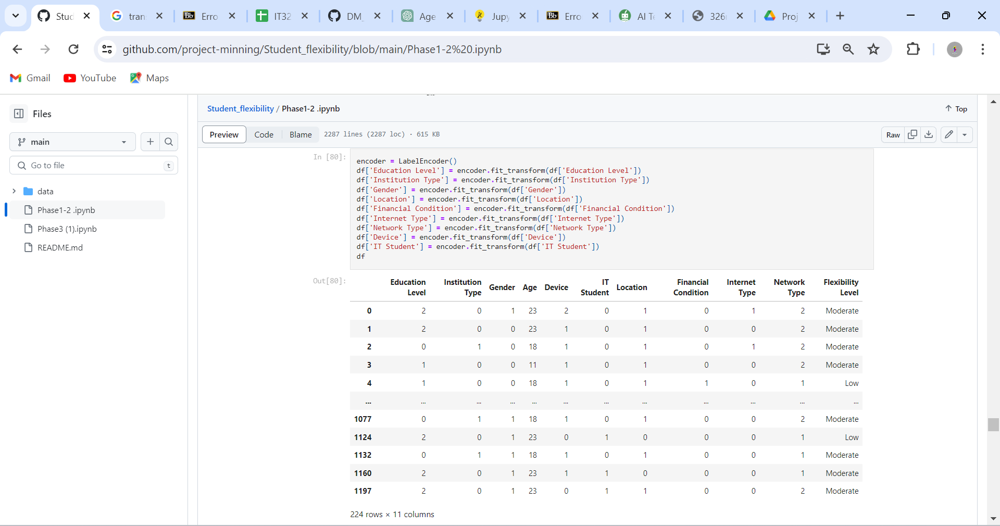 Stud
tran
Erro
IT32
DM_
Age
Jupy
Erro
AI Te
326
Proj
github.com/project-minning/Student_flexibility/blob/main/Phase1-2%20.ipynb
Gmail
YouTube
Maps
Files
main
Go to file
t
data
Phase1-2 .ipynb
Phase3 (1).ipynb
README.md
Student_flexibility / Phase1-2 .ipynb
Top
Preview Code Blame 2287 lines (2287 loc) · 615 KB
Raw
In [80]:
encoder = LabelEncoder()
df['Education Level'] = encoder.fit_transform(df['Education Level'])
df['Institution Type'] = encoder.fit_transform(df['Institution Type'])
df['Gender'] = encoder.fit_transform(df['Gender'])
df['Location'] = encoder.fit_transform(df['Location'])
df['Financial Condition'] = encoder.fit_transform(df['Financial Condition'])
df['Internet Type'] = encoder.fit_transform(df['Internet Type'])
df['Network Type'] = encoder.fit_transform(df['Network Type'])
df['Device'] = encoder.fit_transform(df['Device'])
df['IT Student'] = encoder.fit_transform(df['IT Student'])
df
Out[80]:
Education Level Institution Type Gender Age Device IT Student Location Financial Condition Internet Type Network Type Flexibility Level
0 2 0 1 23 2 0 1 0 1 2 Moderate
1 2 0 0 23 1 0 1 0 0 2 Moderate
2 0 1 0 18 1 0 1 0 1 2 Moderate
3 1 0 0 11 1 0 1 0 0 2 Moderate
4 1 0 0 18 1 0 1 1 0 1 Low
... ... ... ... ... ... ... ... ... ... ... ...
1077 0 1 1 18 1 0 1 0 0 2 Moderate
1124 2 0 1 23 0 1 0 0 0 1 Low
1132 0 1 1 18 1 0 1 0 0 1 Moderate
1160 2 0 1 23 1 1 0 0 0 1 Moderate
1197 2 0 1 23 0 1 1 0 0 2 Moderate
224 rows × 11 columns